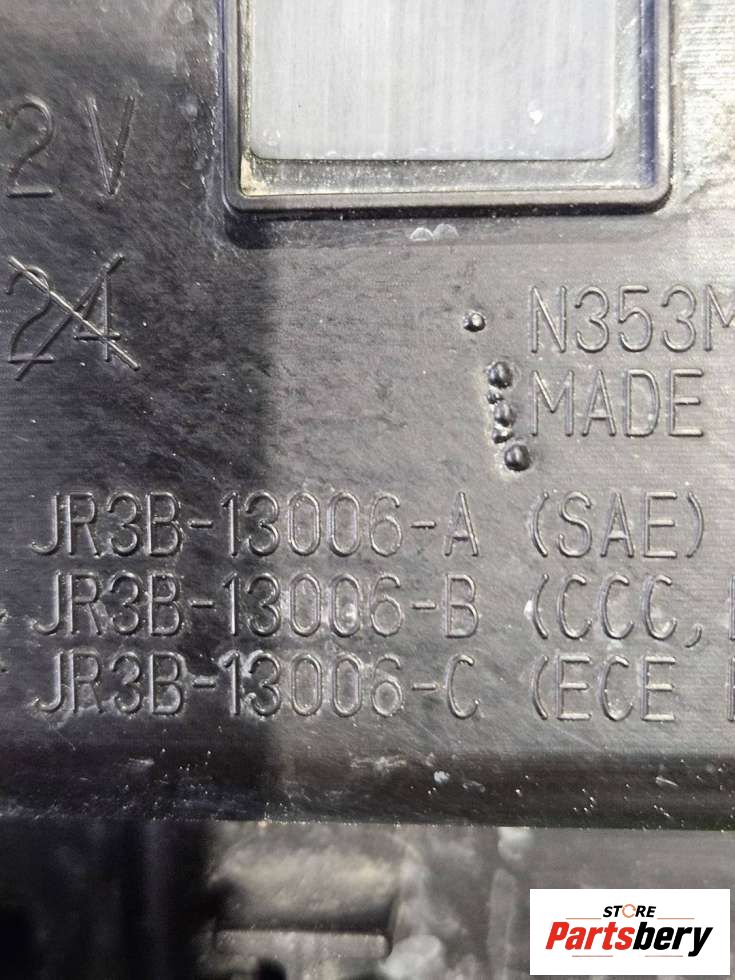 2V
24
N353M
MADE
JR3B-13006-A (SAE)
JR3B-13006-B (CCC,
JR3B-13006-C (ECE
STORE
Partsbery